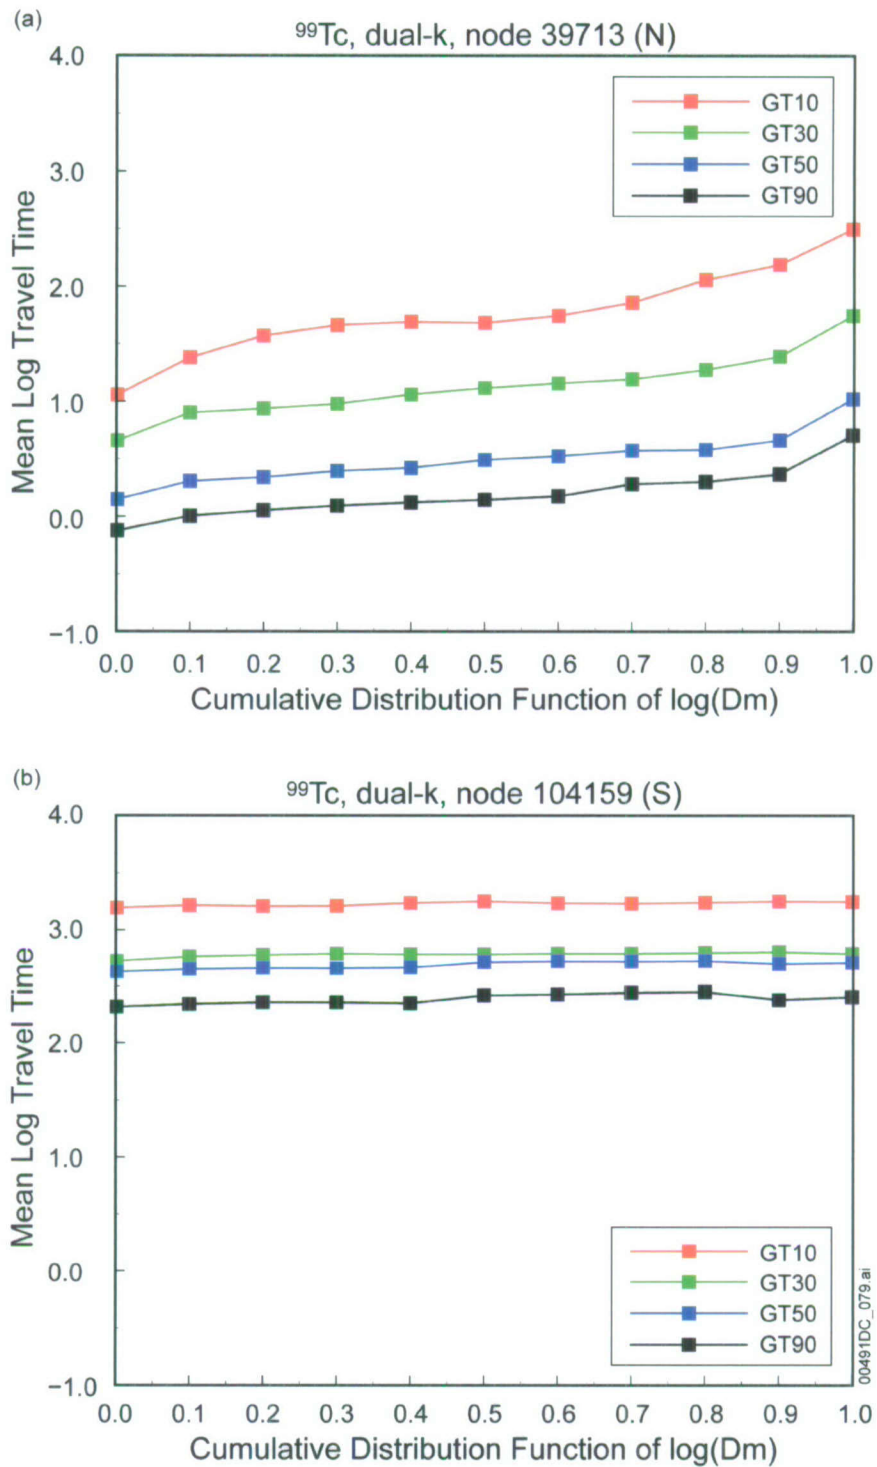 (a)
⁹⁹Tc, dual-k, node 39713 (N)
4.0
3.0
2.0
1.0
0.0
−1.0
Mean Log Travel Time
GT10
GT30
GT50
GT90
0.0 0.1 0.2 0.3 0.4 0.5 0.6 0.7 0.8 0.9 1.0
Cumulative Distribution Function of log(Dm)
(b)
⁹⁹Tc, dual-k, node 104159 (S)
4.0
3.0
2.0
1.0
0.0
−1.0
Mean Log Travel Time
GT10
GT30
GT50
GT90
00491DC_079.ai
0.0 0.1 0.2 0.3 0.4 0.5 0.6 0.7 0.8 0.9 1.0
Cumulative Distribution Function of log(Dm)